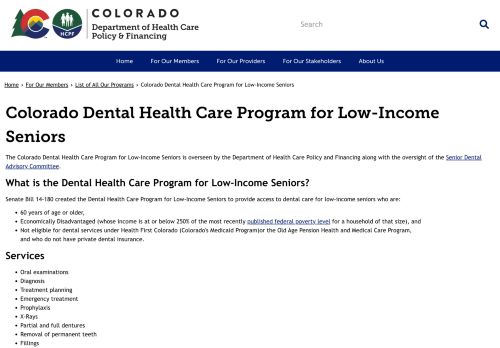 COLORADO
Department of Health Care
Policy & Financing
HCPF
Search
Home
For Our Members
For Our Providers
For Our Stakeholders
About Us
Home › For Our Members › List of All Our Programs › Colorado Dental Health Care Program for Low-Income Seniors
Colorado Dental Health Care Program for Low-Income
Seniors
The Colorado Dental Health Care Program for Low-Income Seniors is overseen by the Department of Health Care Policy and Financing along with the oversight of the Senior Dental
Advisory Committee.
What is the Dental Health Care Program for Low-Income Seniors?
Senate Bill 14-180 created the Dental Health Care Program for Low-Income Seniors to provide access to dental care for low-income seniors who are:
• 60 years of age or older,
• Economically Disadvantaged (whose income is at or below 250% of the most recently published federal poverty level for a household of that size), and
• Not eligible for dental services under Health First Colorado (Colorado's Medicaid Program)or the Old Age Pension Health and Medical Care Program,
and who do not have private dental insurance.
Services
• Oral examinations
• Diagnosis
• Treatment planning
• Emergency treatment
• Prophylaxis
• X-Rays
• Partial and full dentures
• Removal of permanent teeth
• Fillings